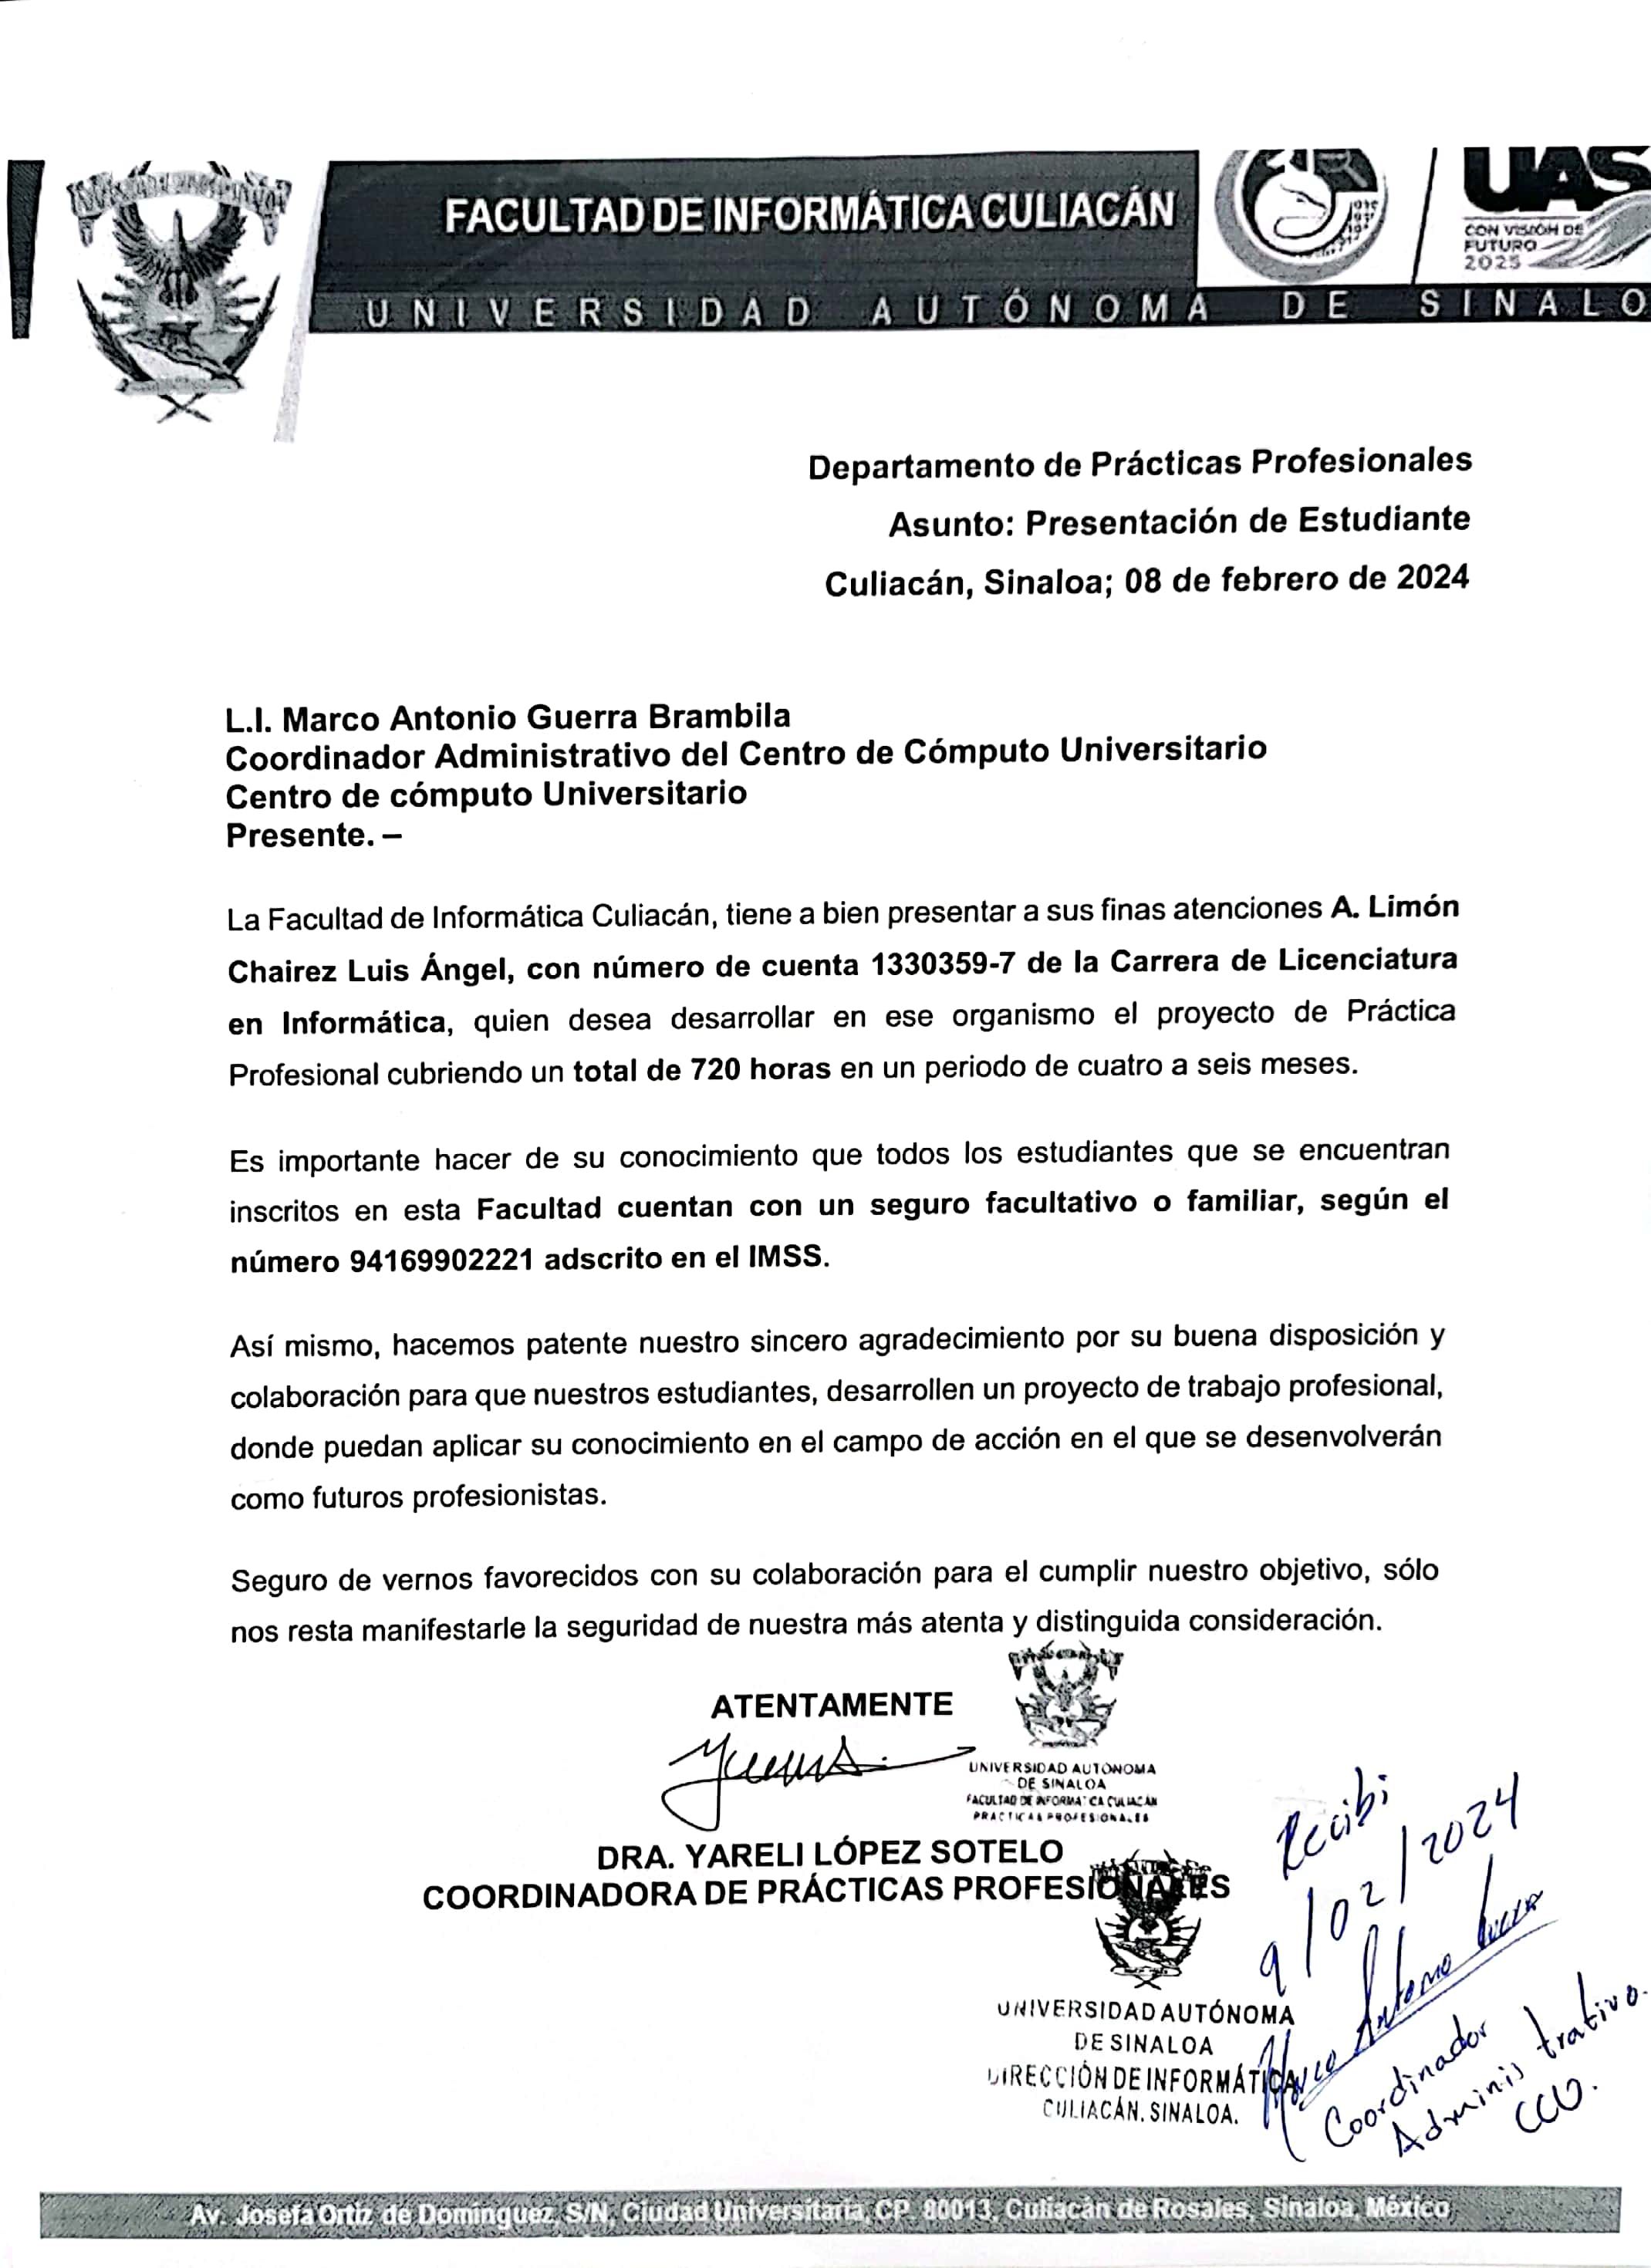 FACULTAD DE INFORMÁTICA CULIACÁN
UAS
CON VISIÓN DE
FUTURO
2025
UNIVERSIDAD AUTÓNOMA DE SINALO
Departamento de Prácticas Profesionales
Asunto: Presentación de Estudiante
Culiacán, Sinaloa; 08 de febrero de 2024
L.I. Marco Antonio Guerra Brambila
Coordinador Administrativo del Centro de Cómputo Universitario
Centro de cómputo Universitario
Presente. –
La Facultad de Informática Culiacán, tiene a bien presentar a sus finas atenciones A. Limón
Chairez Luis Ángel, con número de cuenta 1330359-7 de la Carrera de Licenciatura
en Informática, quien desea desarrollar en ese organismo el proyecto de Práctica
Profesional cubriendo un total de 720 horas en un periodo de cuatro a seis meses.
Es importante hacer de su conocimiento que todos los estudiantes que se encuentran
inscritos en esta Facultad cuentan con un seguro facultativo o familiar, según el
número 94169902221 adscrito en el IMSS.
Así mismo, hacemos patente nuestro sincero agradecimiento por su buena disposición y
colaboración para que nuestros estudiantes, desarrollen un proyecto de trabajo profesional,
donde puedan aplicar su conocimiento en el campo de acción en el que se desenvolverán
como futuros profesionistas.
Seguro de vernos favorecidos con su colaboración para el cumplir nuestro objetivo, sólo
nos resta manifestarle la seguridad de nuestra más atenta y distinguida consideración.
ATENTAMENTE
UNIVERSIDAD AUTÓNOMA
DE SINALOA
FACULTAD DE INFORMATICA CULIACÁN
PRACTICAS PROFESIONALES
DRA. YARELI LÓPEZ SOTELO
COORDINADORA DE PRÁCTICAS PROFESIONALES
UNIVERSIDAD AUTÓNOMA
DE SINALOA
DIRECCIÓN DE INFORMÁTICA
CULIACÁN, SINALOA.
Recibi
9/02/2024
Marco Antonio Guerra
Coordinador
Administrativo.
CCU.
Av. Josefa Ortiz de Domínguez, S/N, Ciudad Universitaria, CP. 80013, Culiacán de Rosales, Sinaloa, México